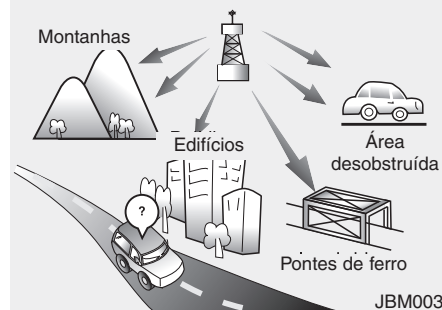 Montanhas
Edifícios
Área
desobstruída
?
Pontes de ferro
JBM003